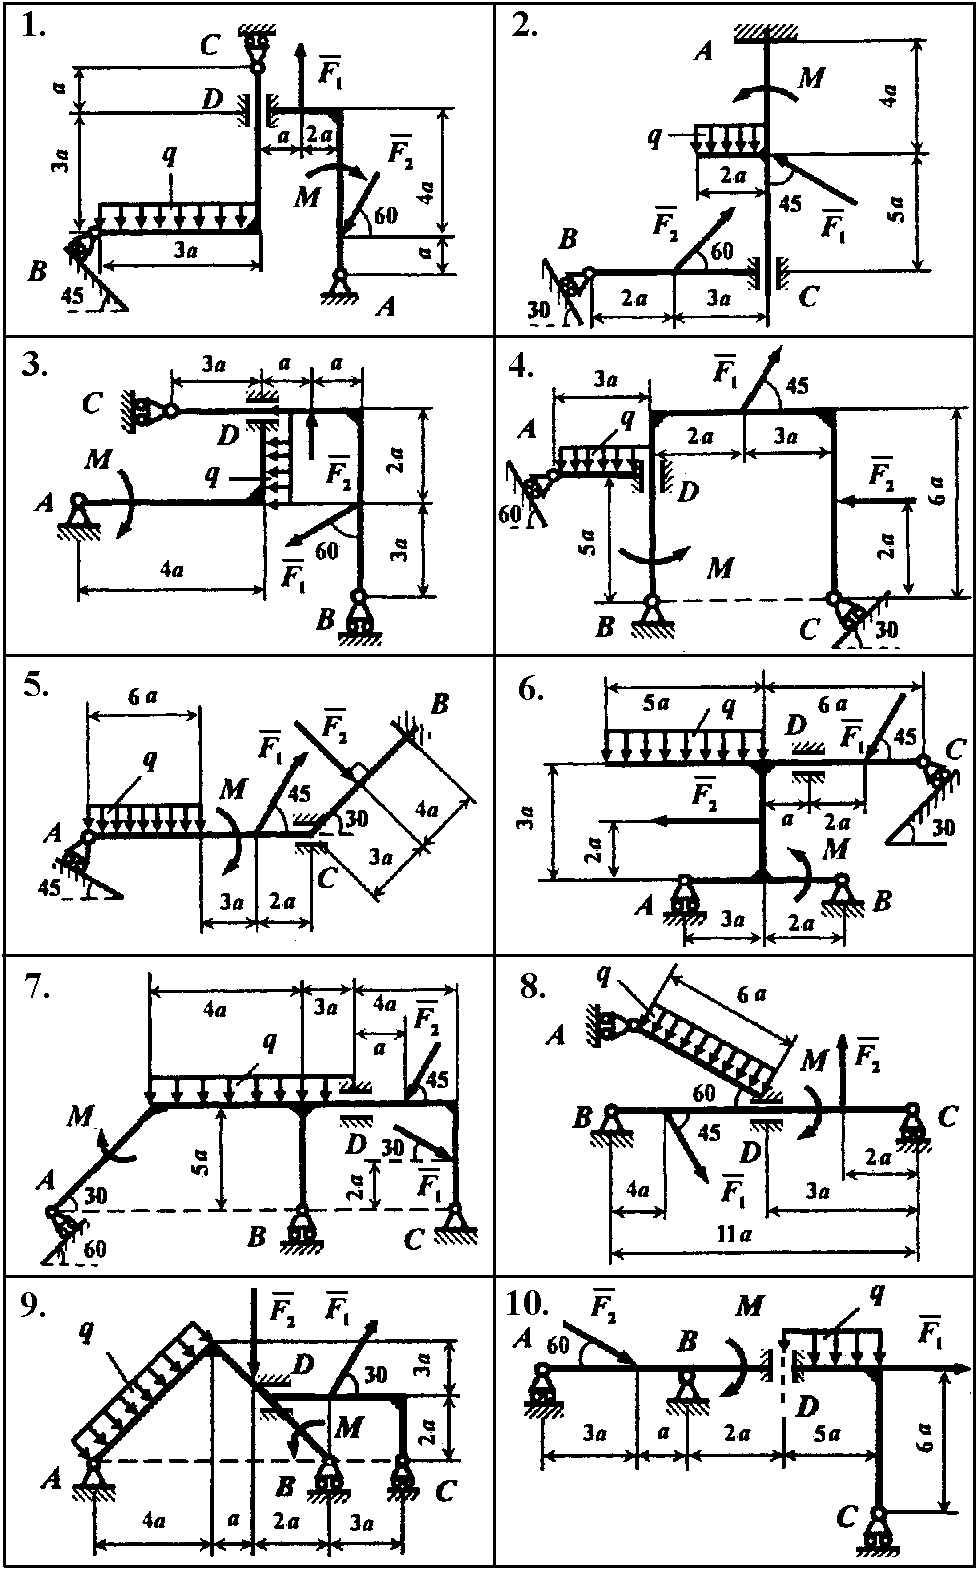 1.
C
F₁
a
D
a
2a
F₂
3a
q
M
4a
60
3a
a
B
45
A
2.
A
M
4a
q
2a
45
F₁
5a
F₂
B
60
C
30
2a
3a
3.
3a
a
a
C
D
M
q
F₂
2a
A
60
4a
F₁
3a
B
4.
F₁
3a
45
A
q
2a
3a
D
F₂
6a
60
5a
M
2a
B
C
30
5.
6a
B
q
F₁
F₂
M
A
45
30
4a
45
C
3a
3a
2a
6.
5a
q
6a
D
F₁
45
C
F₂
a
2a
30
3a
2a
M
A
B
3a
2a
7.
4a
3a
4a
F₂
q
a
45
M
5a
D
30
A
F₁
30
2a
B
C
60
8.
q
6a
A
M
F₂
60
B
C
45
D
2a
4a
F₁
3a
11a
9.
F₂
F₁
q
D
3a
30
M
2a
A
B
C
4a
a
2a
3a
10.
F₂
M
q
F₁
A
60
B
D
3a
a
2a
5a
6a
C